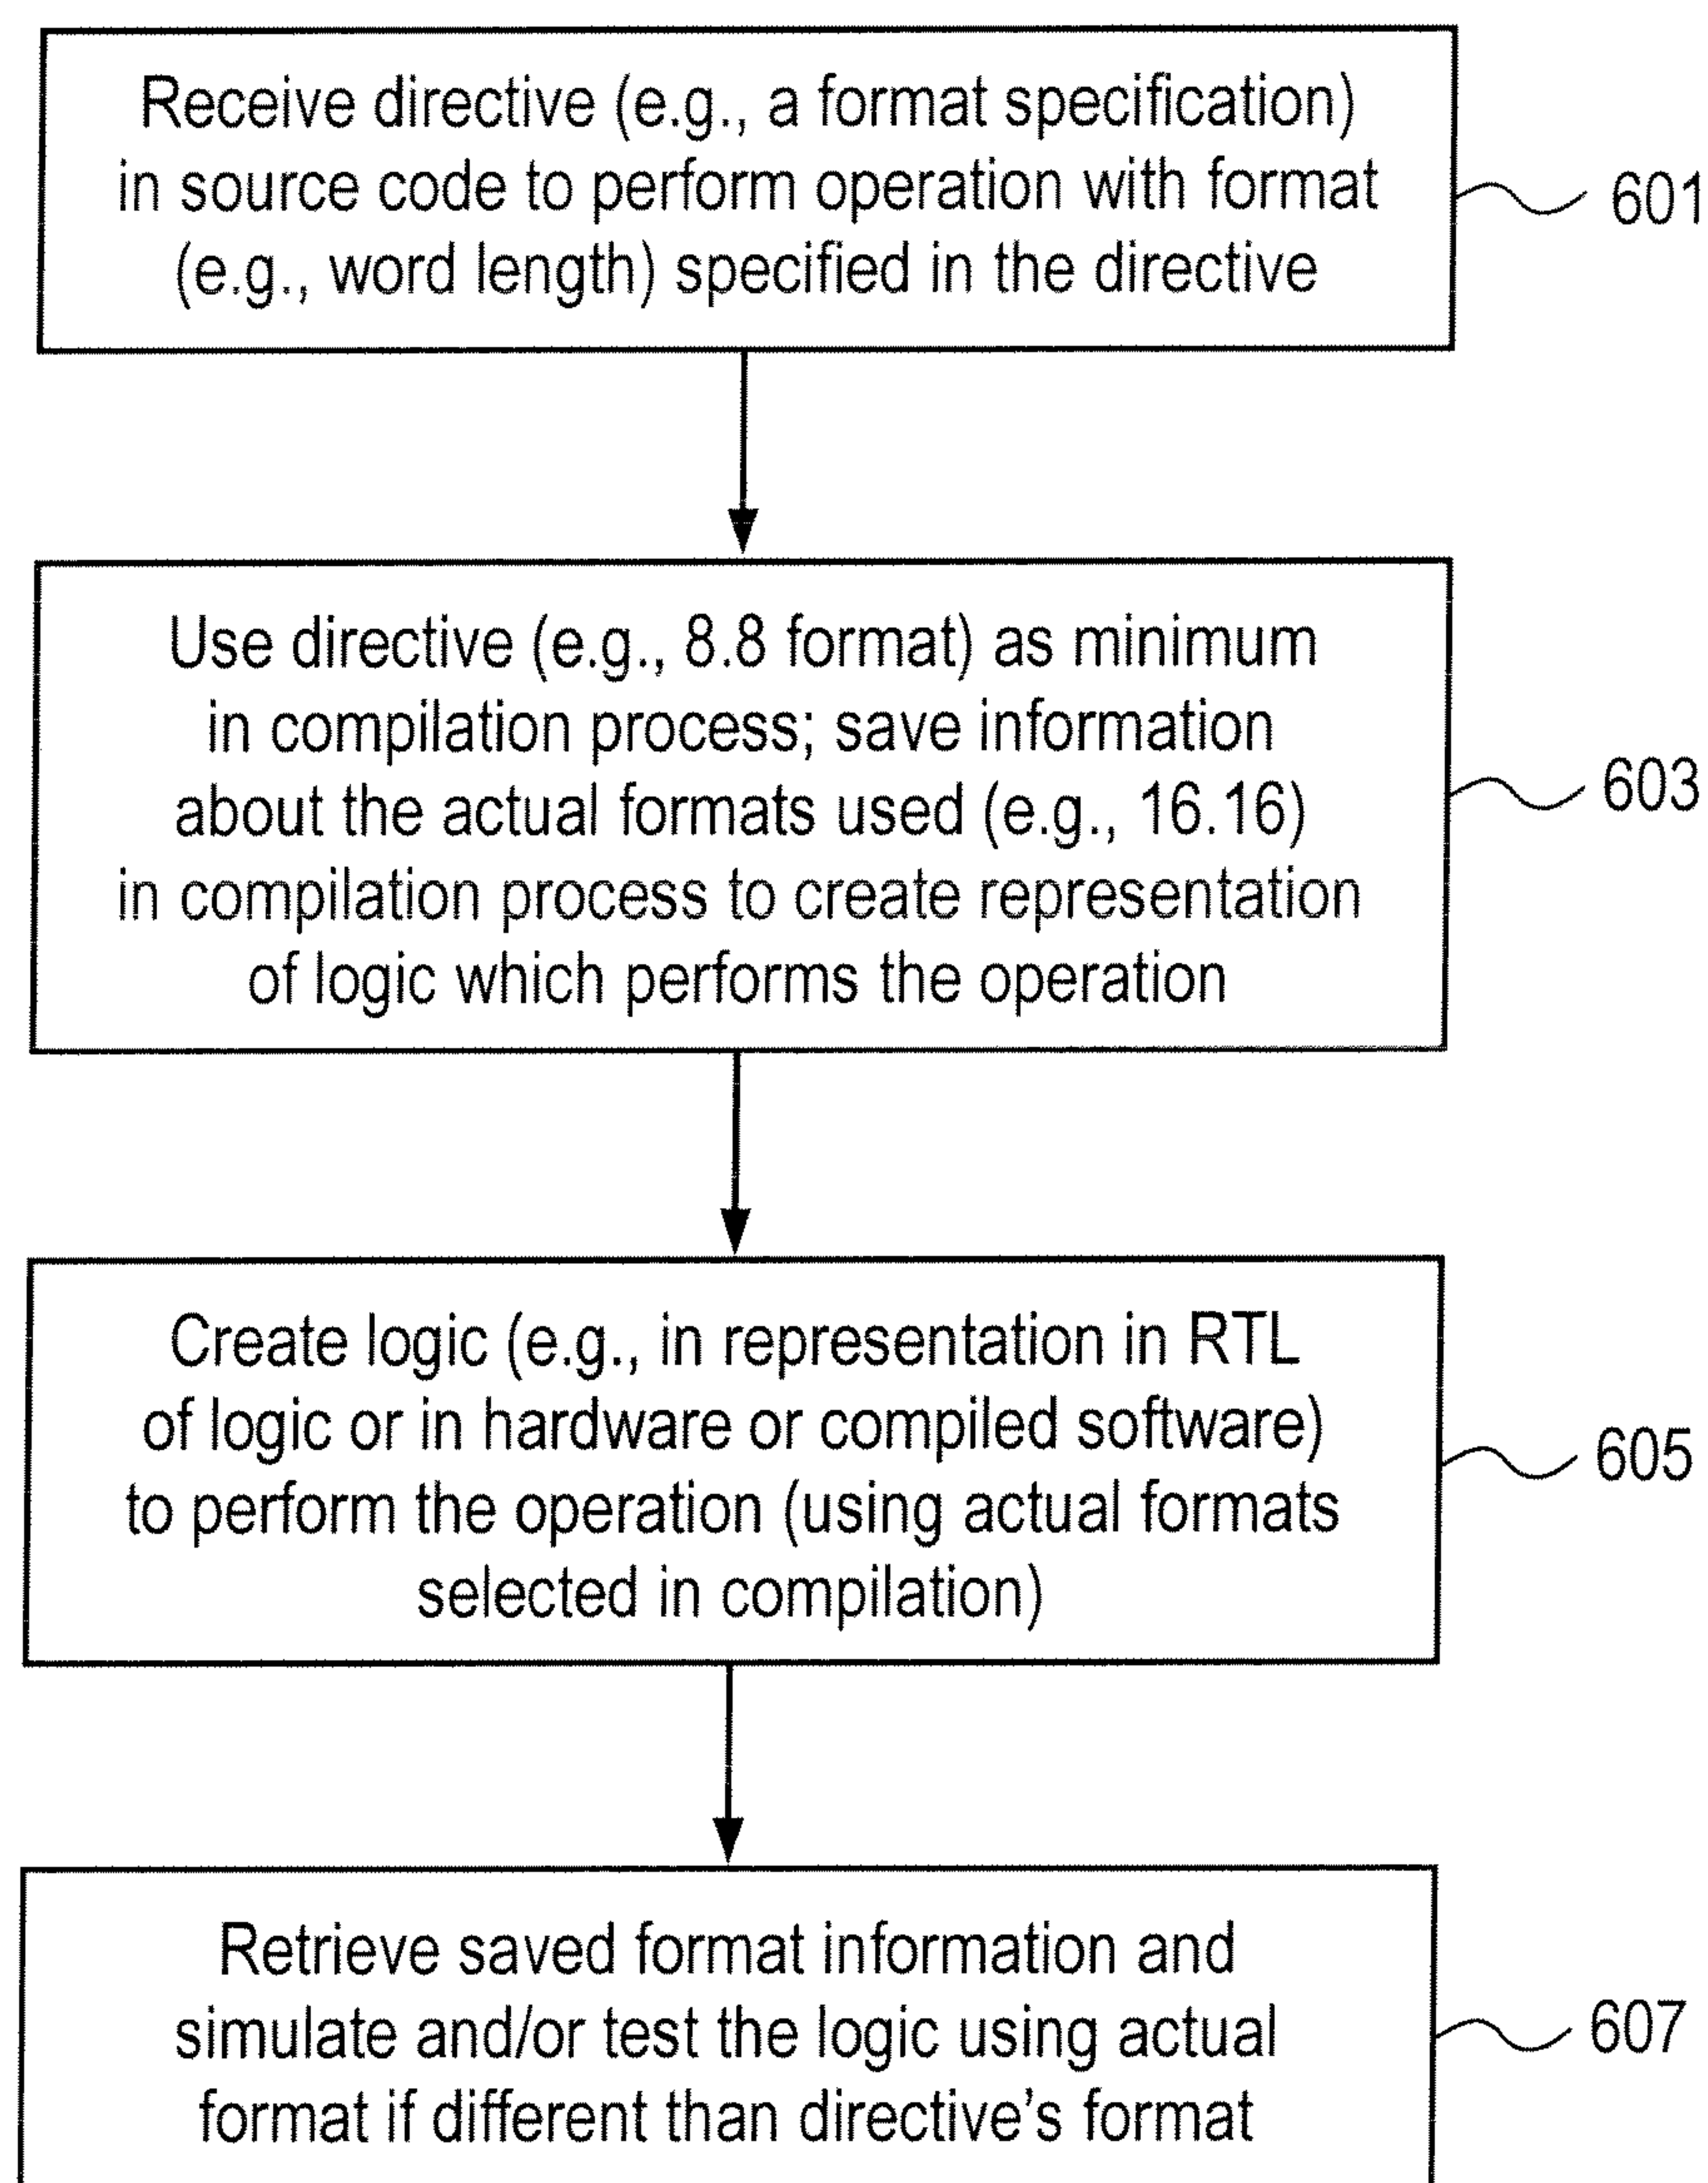 Receive directive (e.g., a format specification)
in source code to perform operation with format
(e.g., word length) specified in the directive
601
Use directive (e.g., 8.8 format) as minimum
in compilation process; save information
about the actual formats used (e.g., 16.16)
in compilation process to create representation
of logic which performs the operation
603
Create logic (e.g., in representation in RTL
of logic or in hardware or compiled software)
to perform the operation (using actual formats
selected in compilation)
605
Retrieve saved format information and
simulate and/or test the logic using actual
format if different than directive's format
607